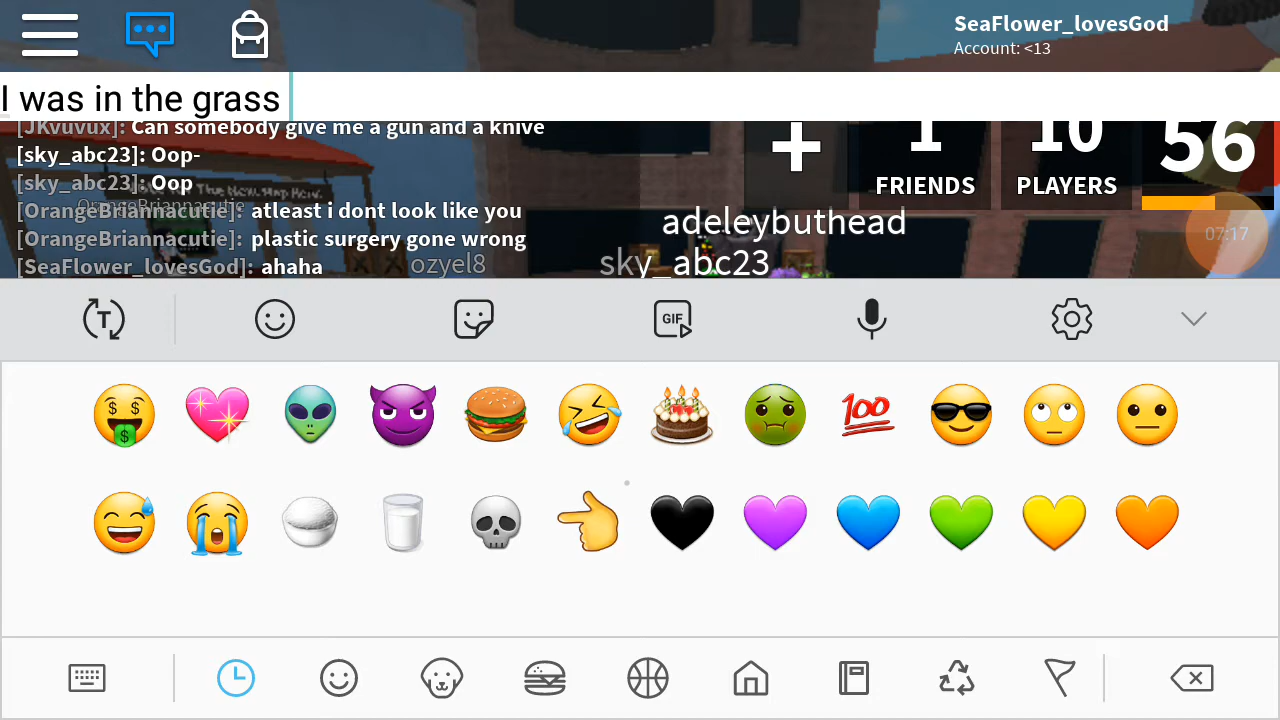 SeaFlower_lovesGod
Account: <13
I was in the grass
[JKvuvux]: Can somebody give me a gun and a knive
[sky_abc23]: Oop-
[sky_abc23]: Oop
[OrangeBriannacutie]: atleast i dont look like you
[OrangeBriannacutie]: plastic surgery gone wrong
[SeaFlower_lovesGod]: ahaha
OrangeBriannacutie
ozyel8
adeleybuthead
sky_abc23
+
1
FRIENDS
10
PLAYERS
56
07:17
T
GIF
100